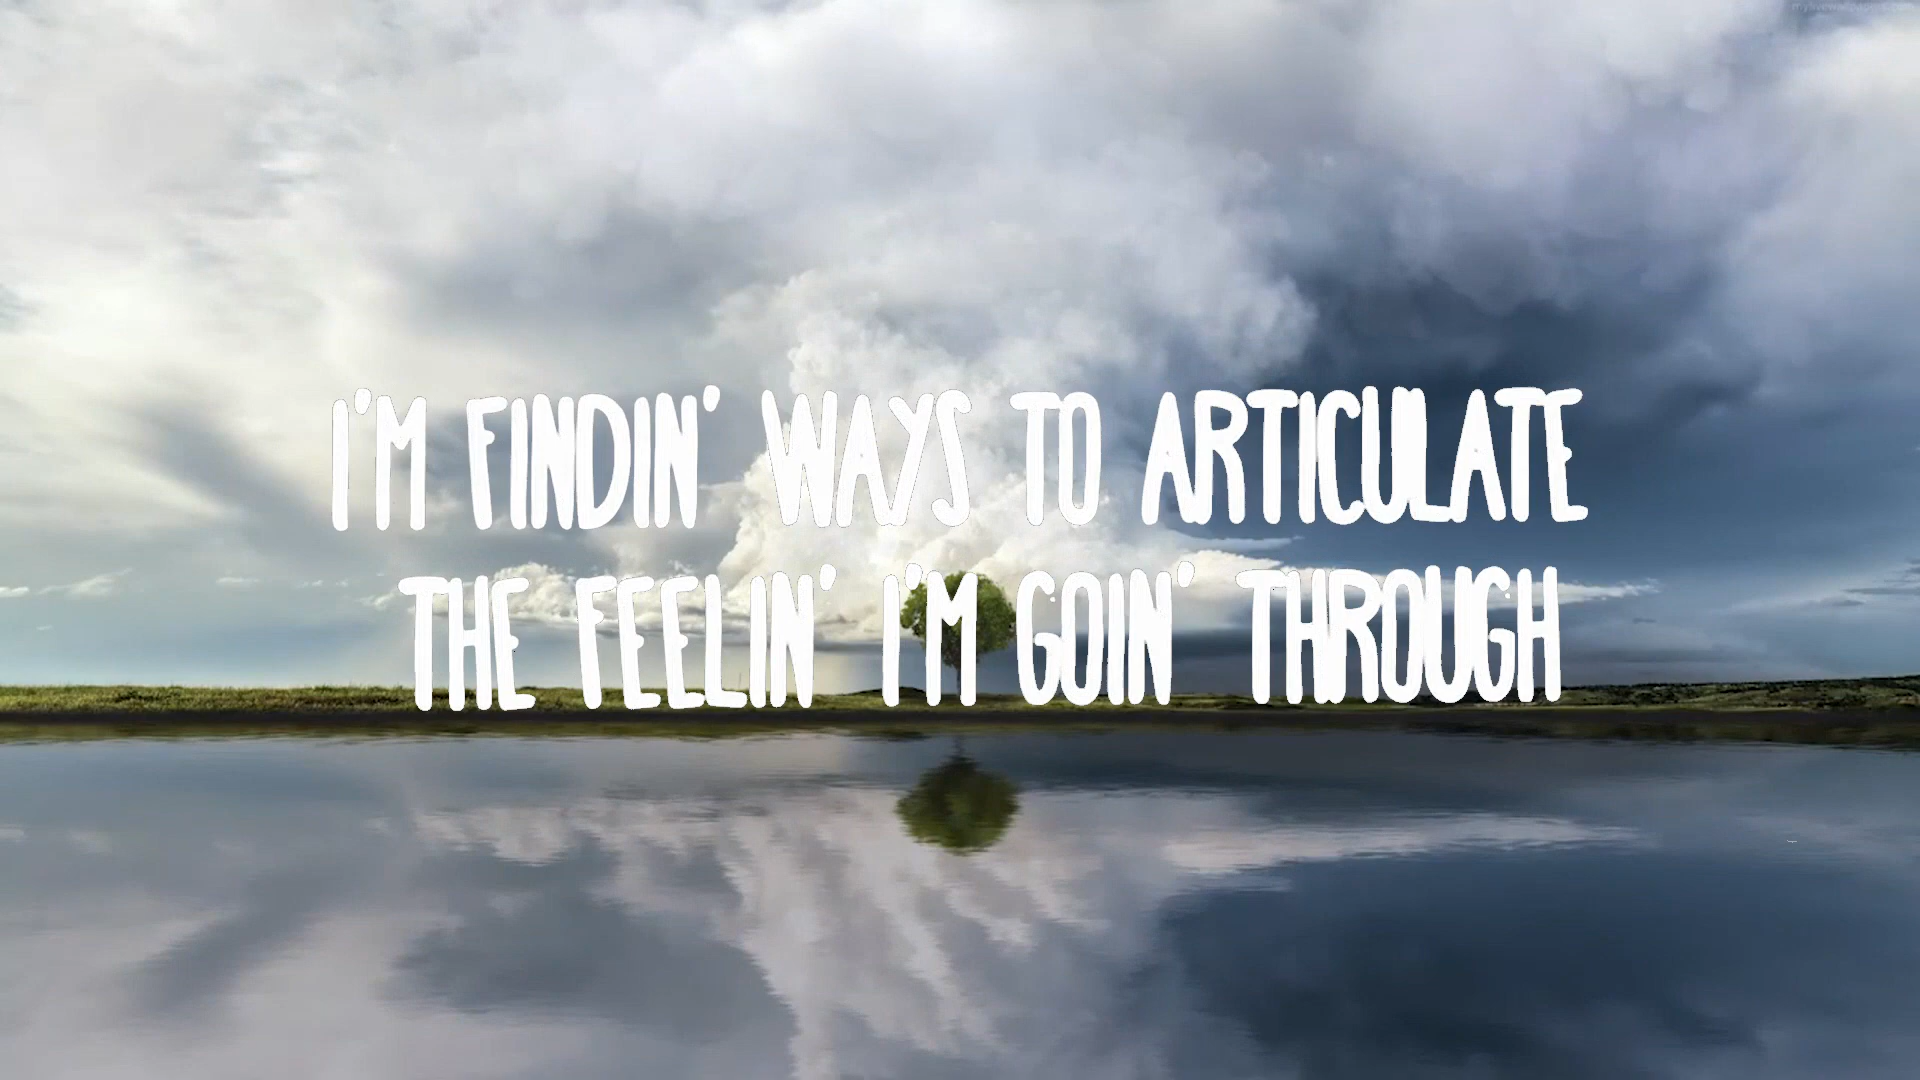 I'M FINDIN' WAYS TO ARTICULATE
THE FEELIN' I'M GOIN' THROUGH